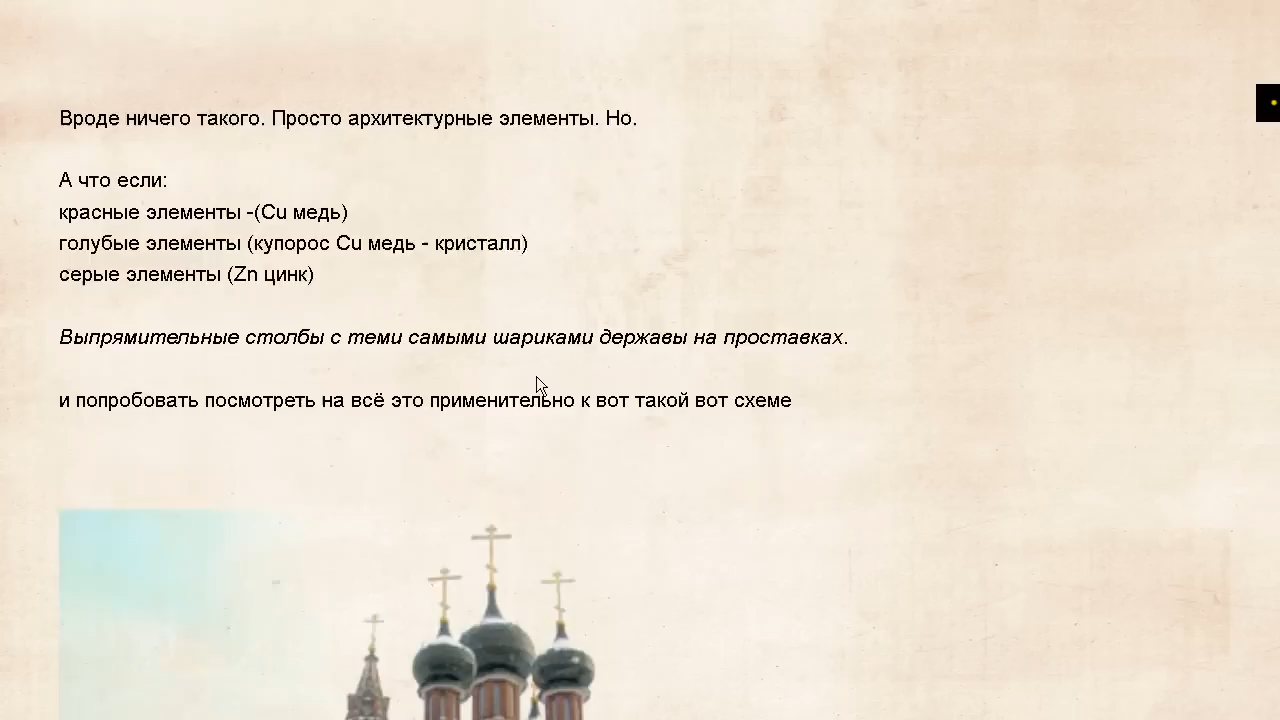 Вроде ничего такого. Просто архитектурные элементы. Но.
А что если:
красные элементы -(Cu медь)
голубые элементы (купорос Cu медь - кристалл)
серые элементы (Zn цинк)
Выпрямительные столбы с теми самыми шариками державы на проставках.
и попробовать посмотреть на всё это применительно к вот такой вот схеме